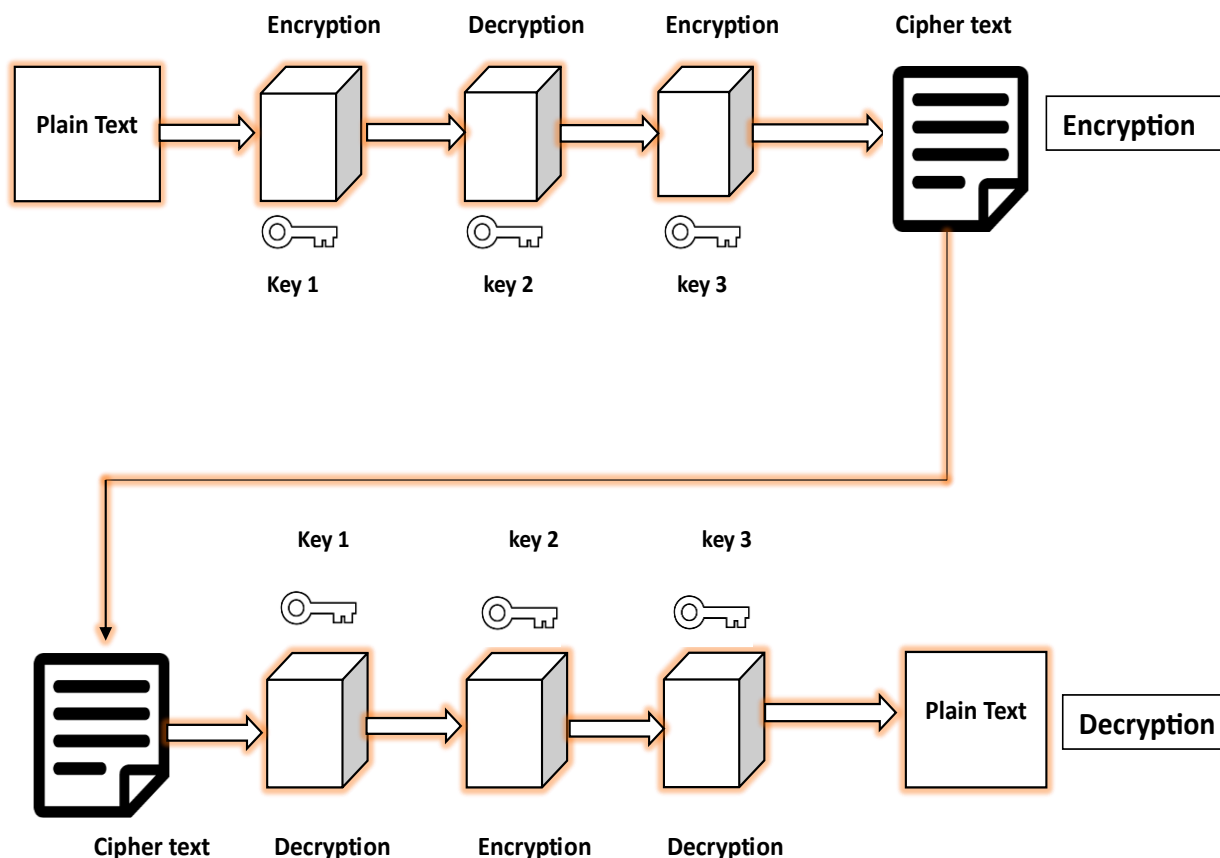 Encryption Decryption Encryption Cipher text
Plain Text
Encryption
Key 1 key 2 key 3
Key 1 key 2 key 3
Plain Text
Decryption
Cipher text Decryption Encryption Decryption